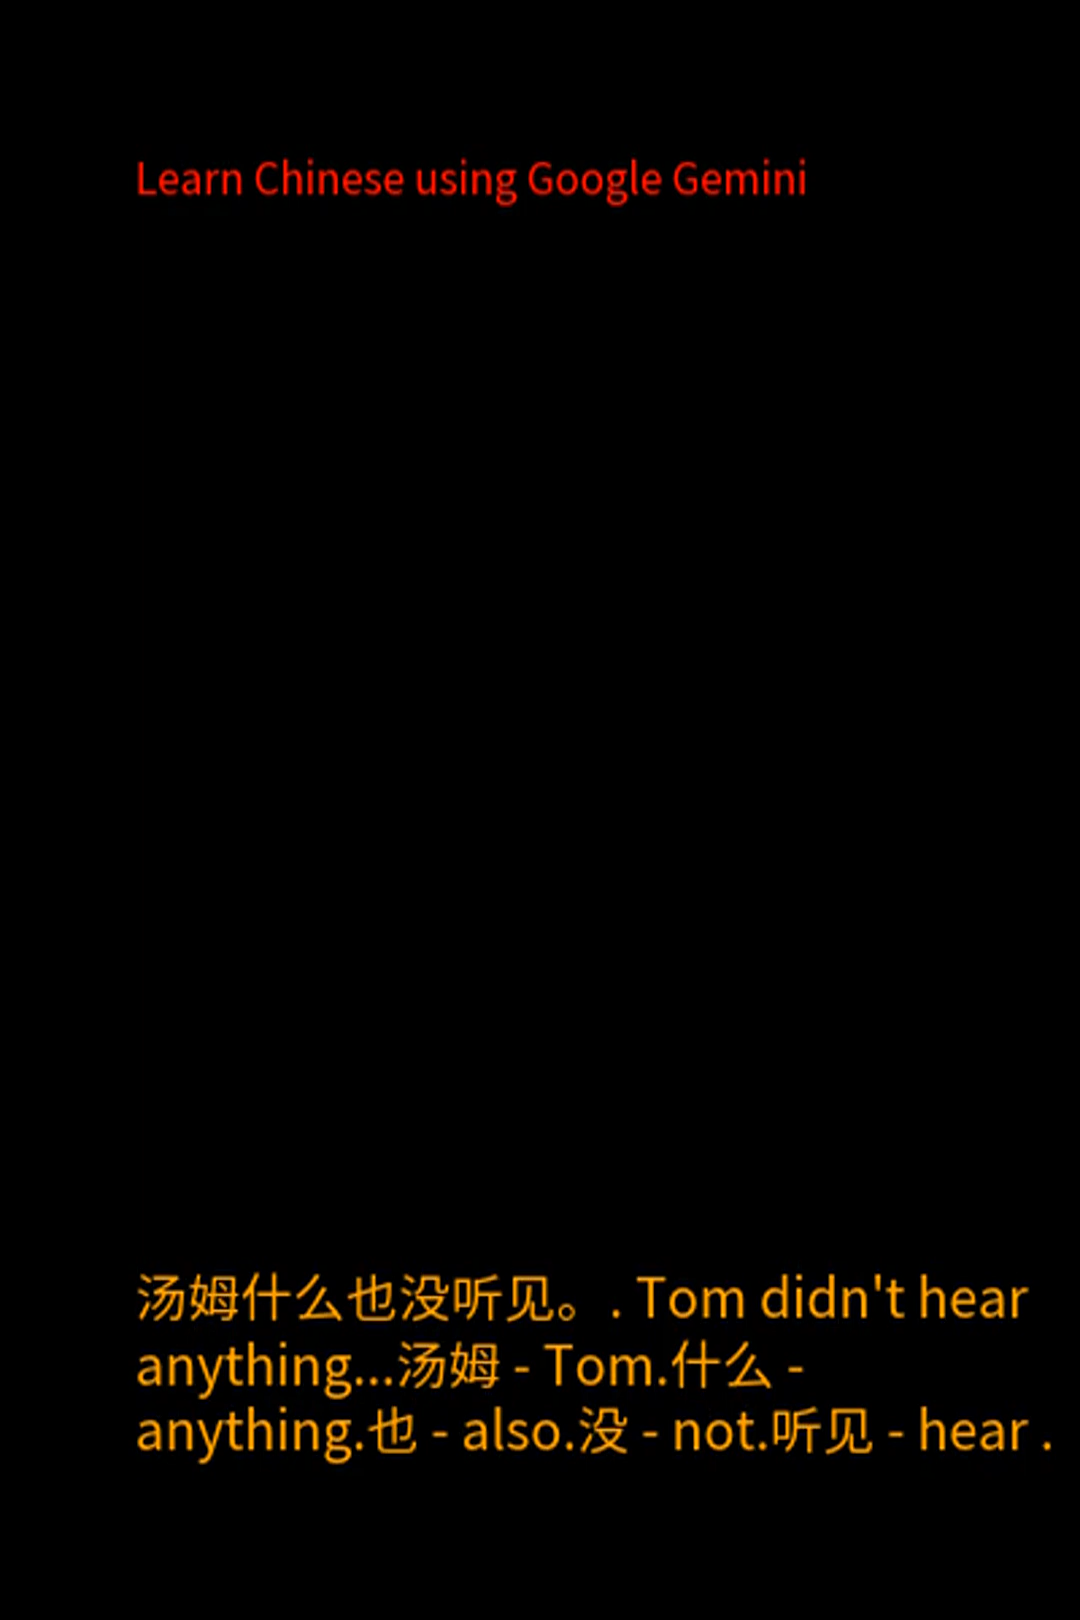 Learn Chinese using Google Gemini
汤姆什么也没听见。. Tom didn't hear
anything...汤姆 - Tom.什么 -
anything.也 - also.没 - not.听见 - hear .